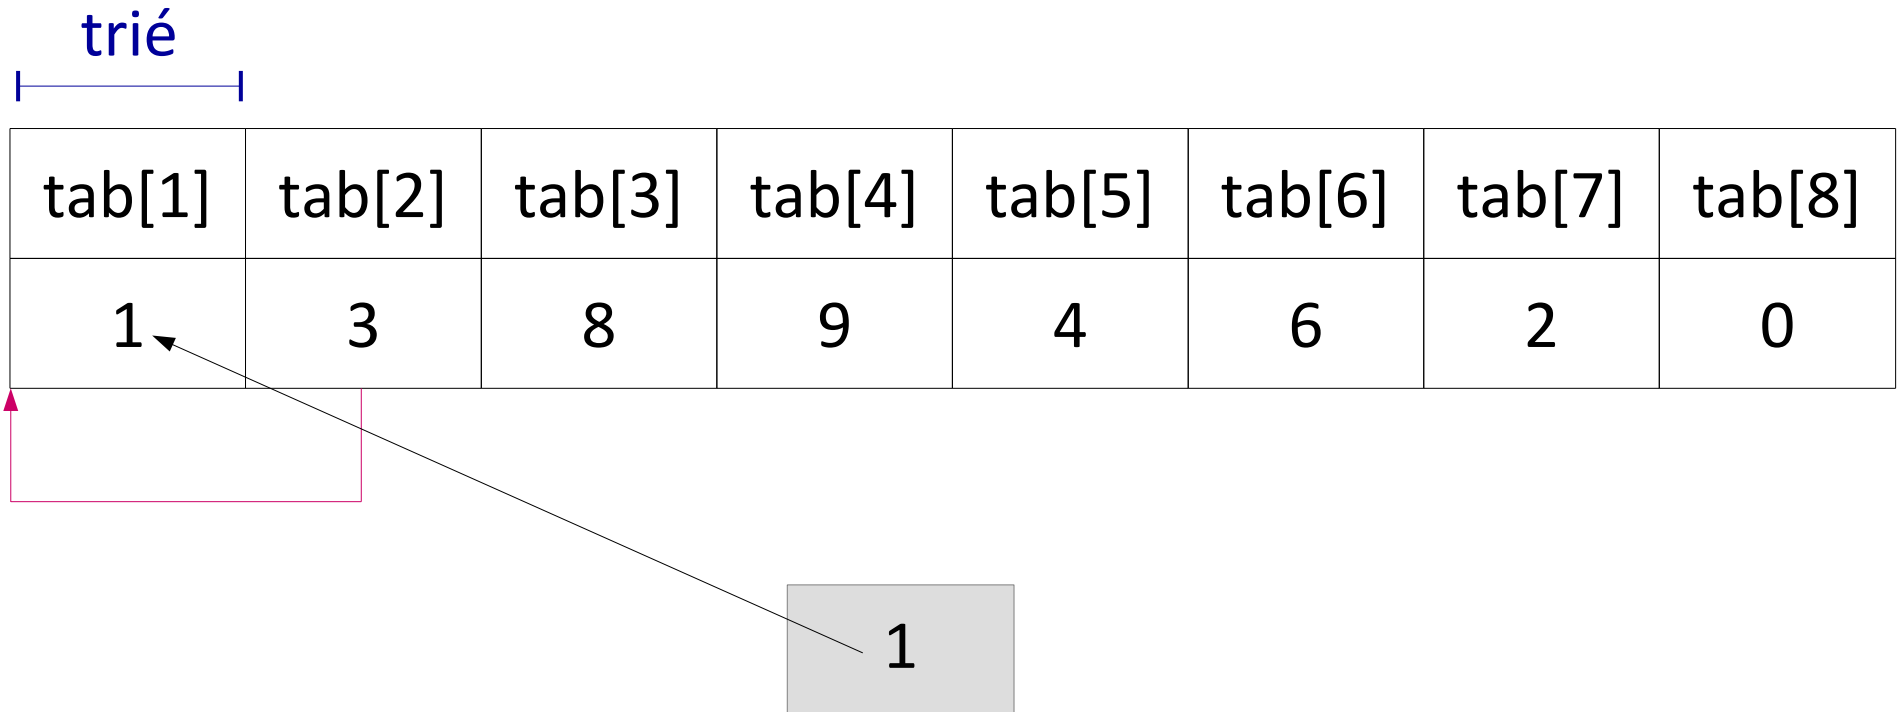 trié
tab[1] tab[2] tab[3] tab[4] tab[5] tab[6] tab[7] tab[8]
1 3 8 9 4 6 2 0
1